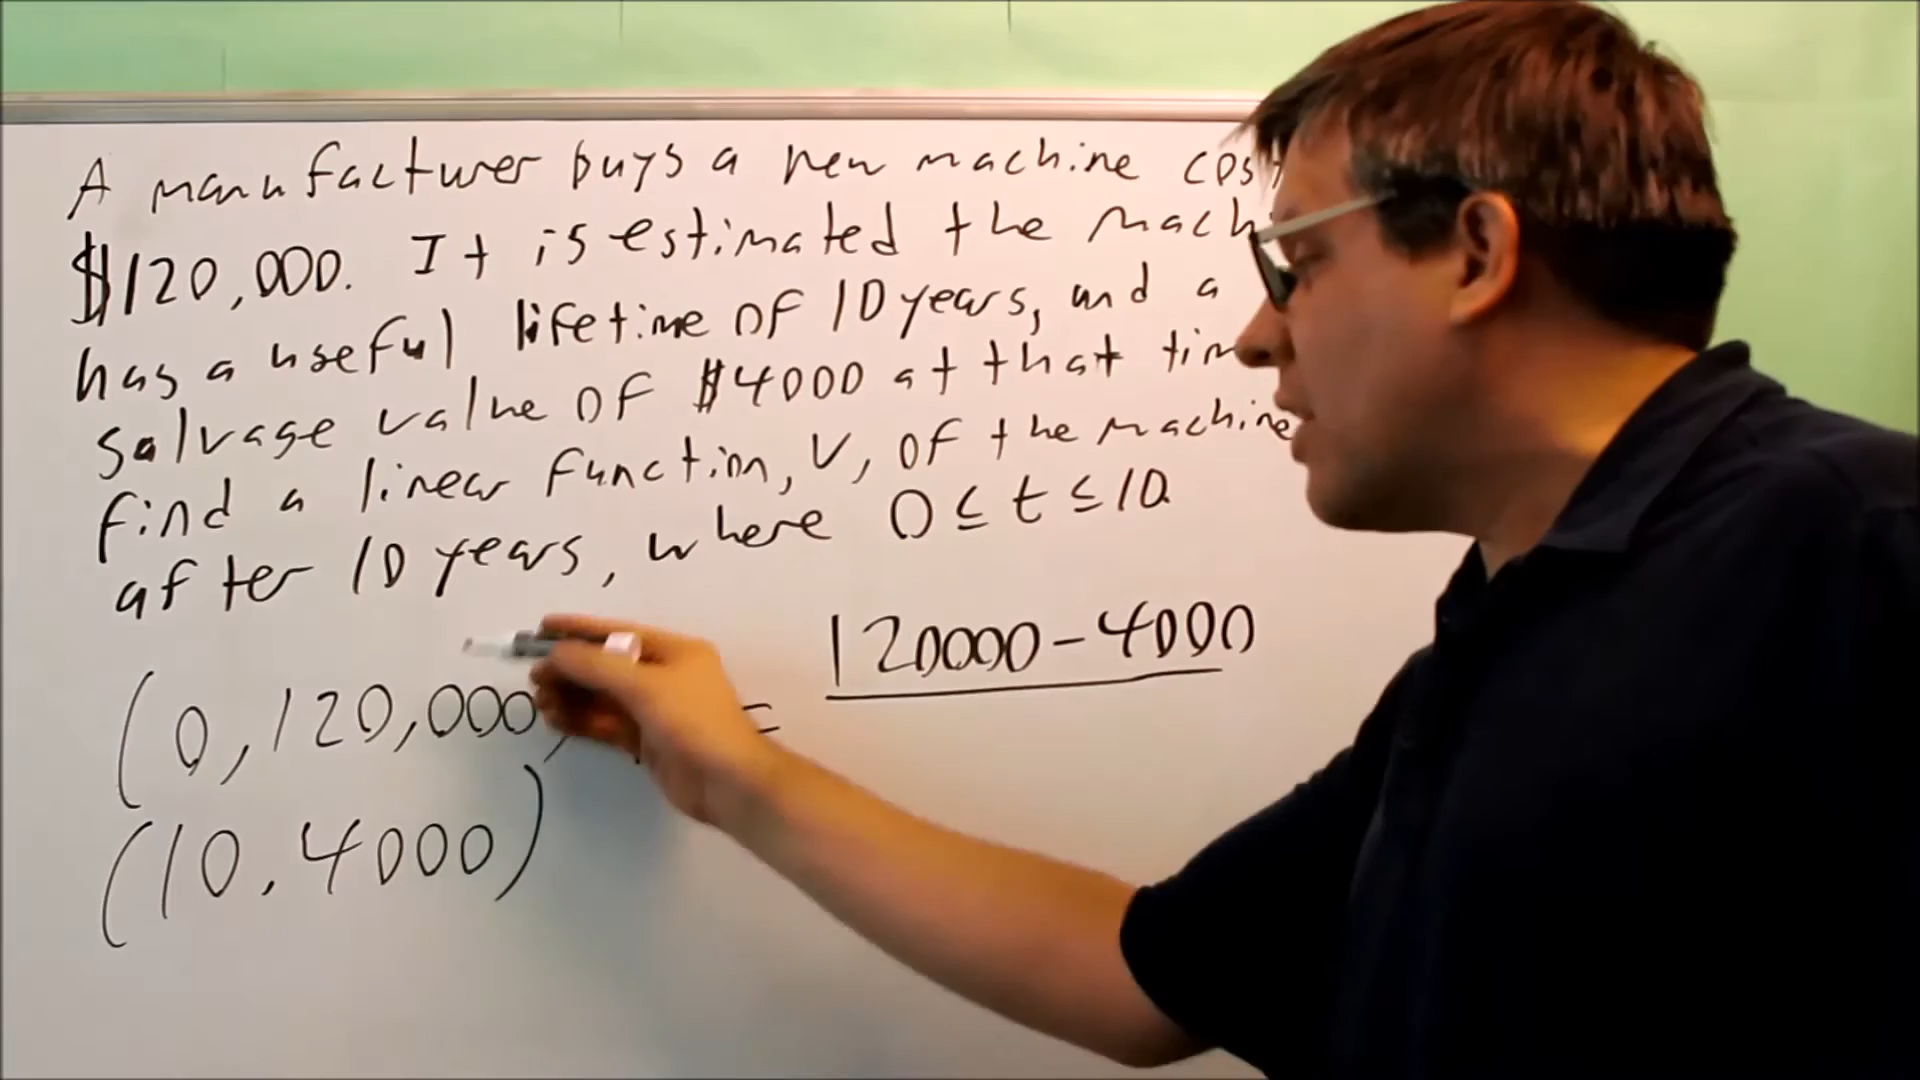 A manufacturer buys a new machine cost
$120,000. It is estimated the mach
has a useful lifetime of 10 years, and a
salvage value of $4000 at that tim
find a linear function, V, of the machine
after 10 years, where 0 ≤ t ≤ 10.
120000-4000
(0,120,000) =
(10,4000)